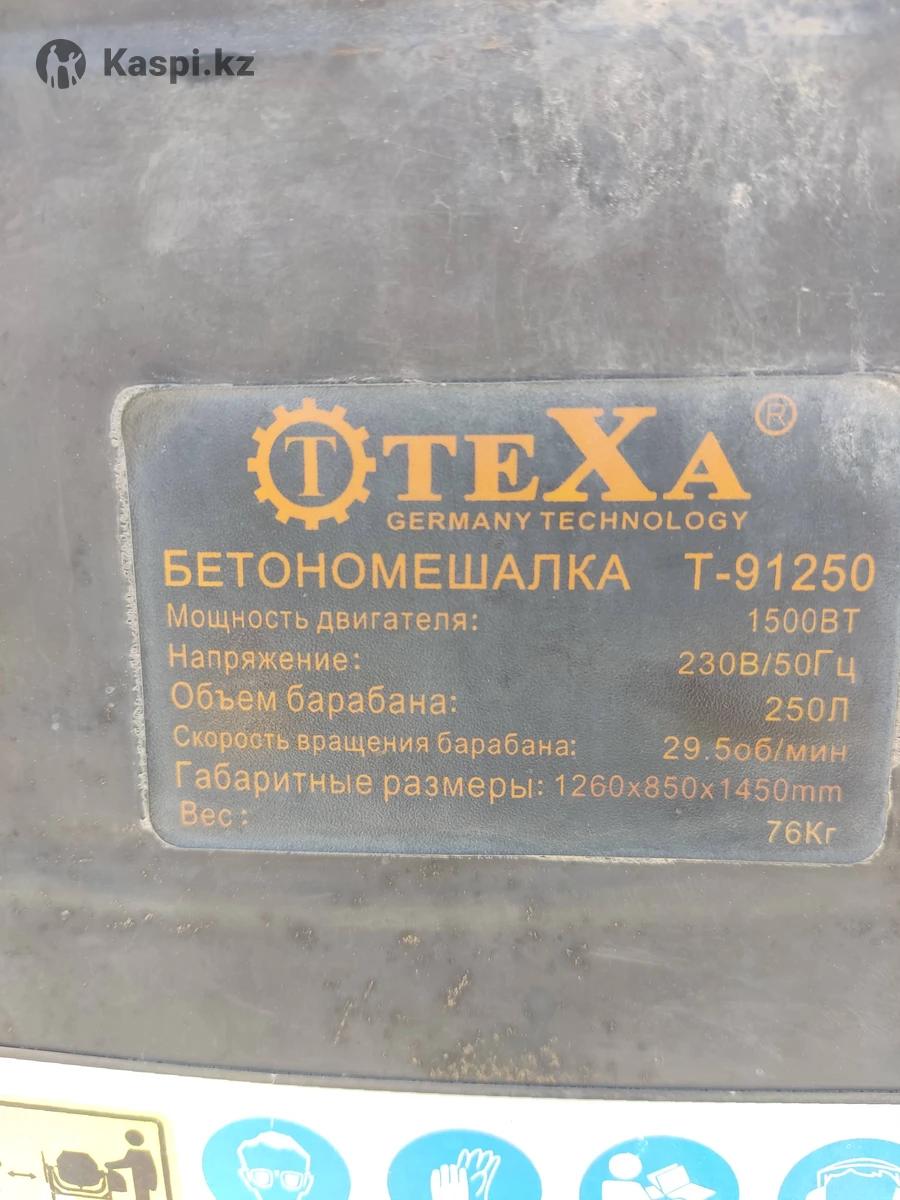 Kaspi.kz
T TEXA ®
GERMANY TECHNOLOGY
БЕТОНОМЕШАЛКА T-91250
Мощность двигателя: 1500ВТ
Напряжение: 230В/50Гц
Объем барабана: 250Л
Скорость вращения барабана: 29.5об/мин
Габаритные размеры: 1260x850x1450mm
Вес: 76Кг